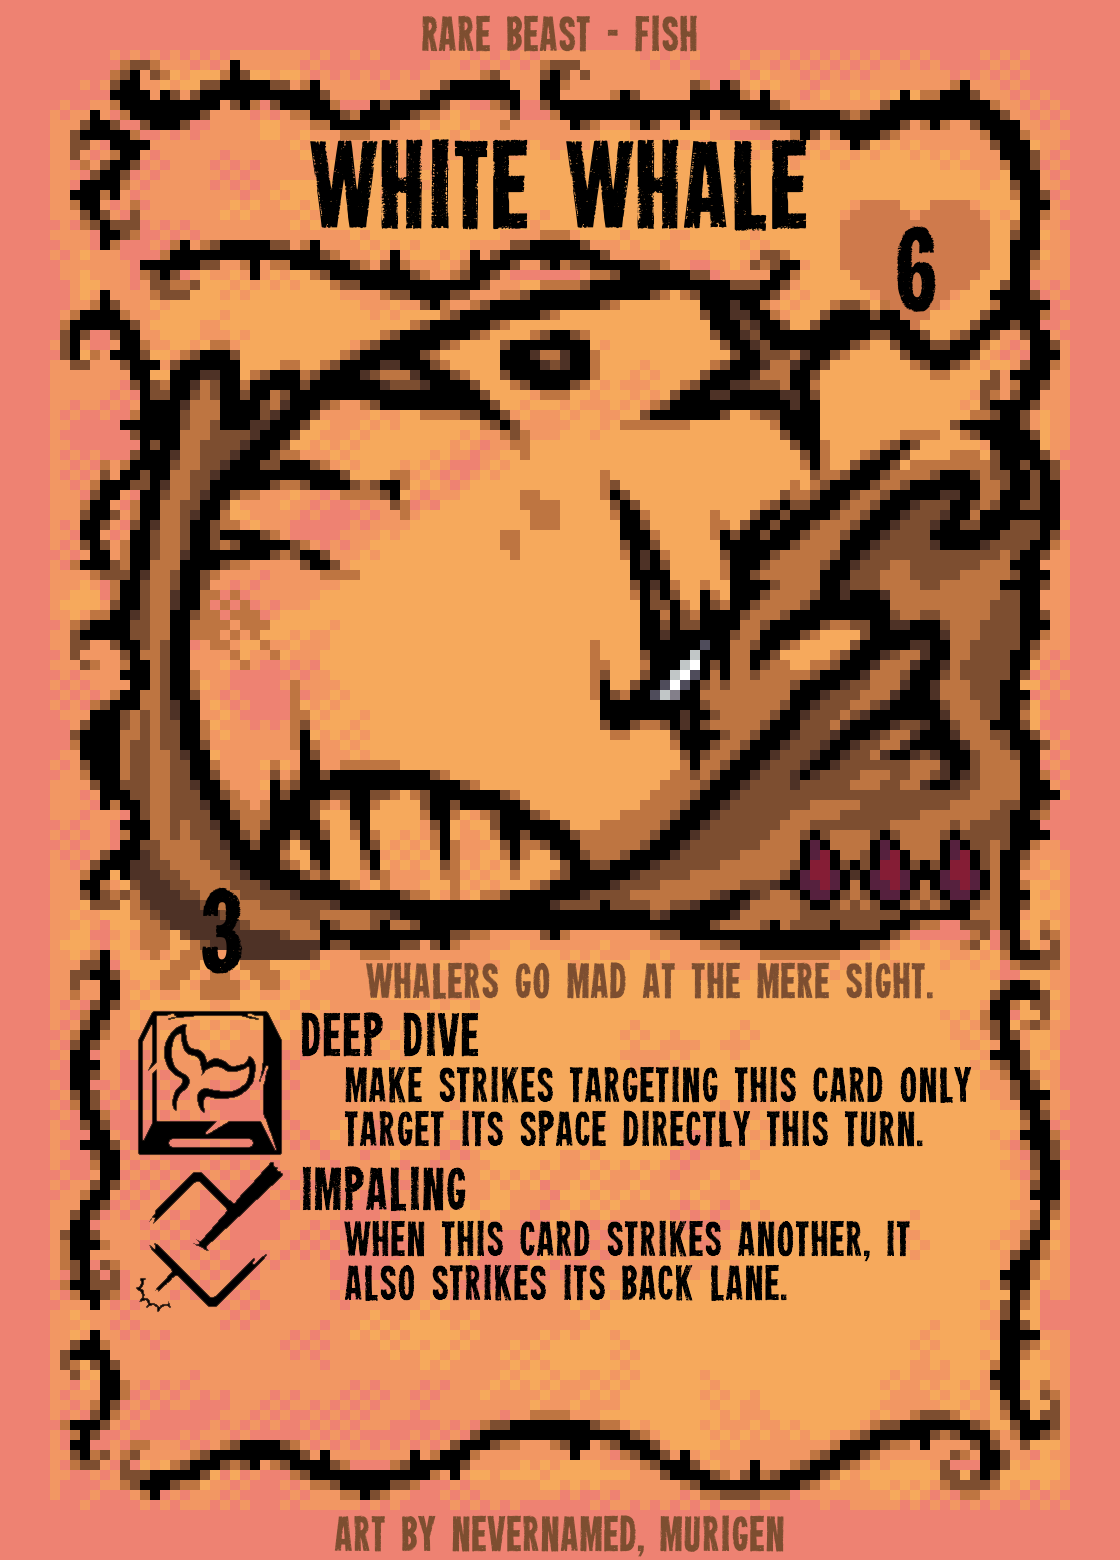 RARE BEAST - FISH
WHITE WHALE
6
3
WHALERS GO MAD AT THE MERE SIGHT.
DEEP DIVE
MAKE STRIKES TARGETING THIS CARD ONLY
TARGET ITS SPACE DIRECTLY THIS TURN.
IMPALING
WHEN THIS CARD STRIKES ANOTHER, IT
ALSO STRIKES ITS BACK LANE.
ART BY NEVERNAMED, MURIGEN